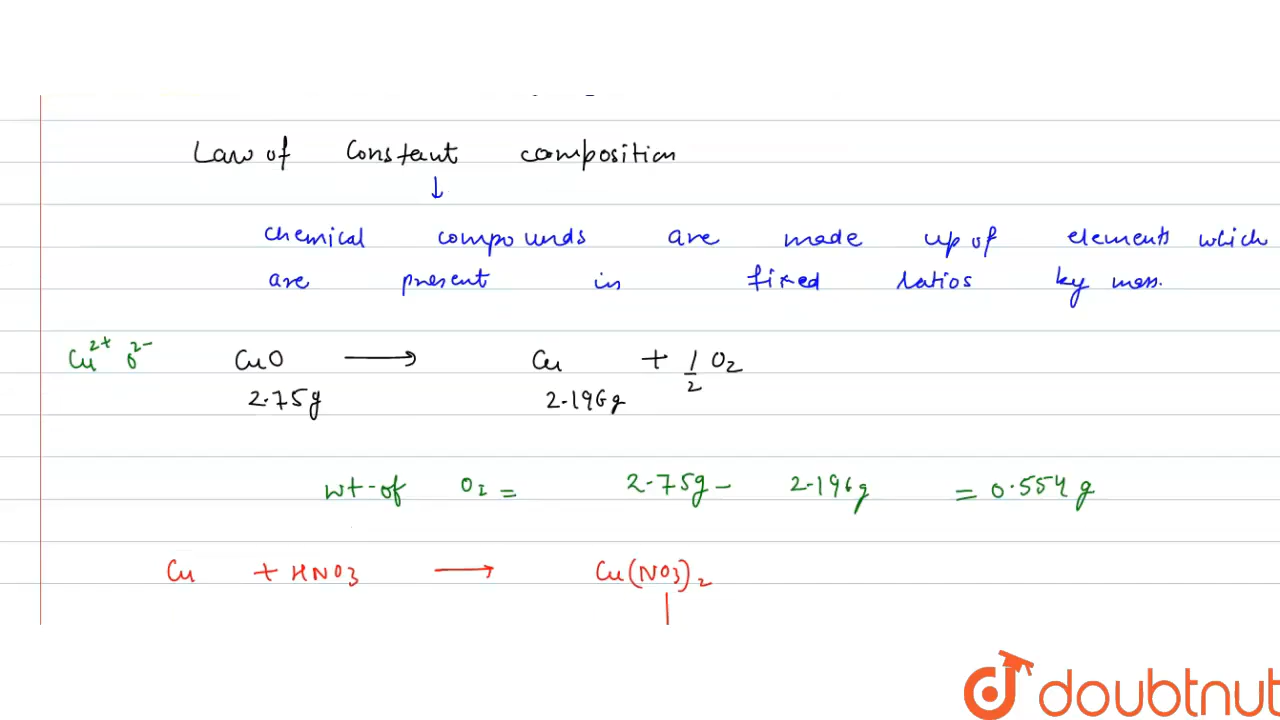 Law of Constant composition
↓
chemical compounds are made up of elements which
are present in fixed ratios by mass.
Cu²⁺ O²⁻ CuO ⟶ Cu + 1/2 O₂
2.75g 2.196g
wt-of O₂ = 2.75g - 2.196g = 0.554 g
Cu + HNO₃ ⟶ Cu(NO₃)₂
doubtnut